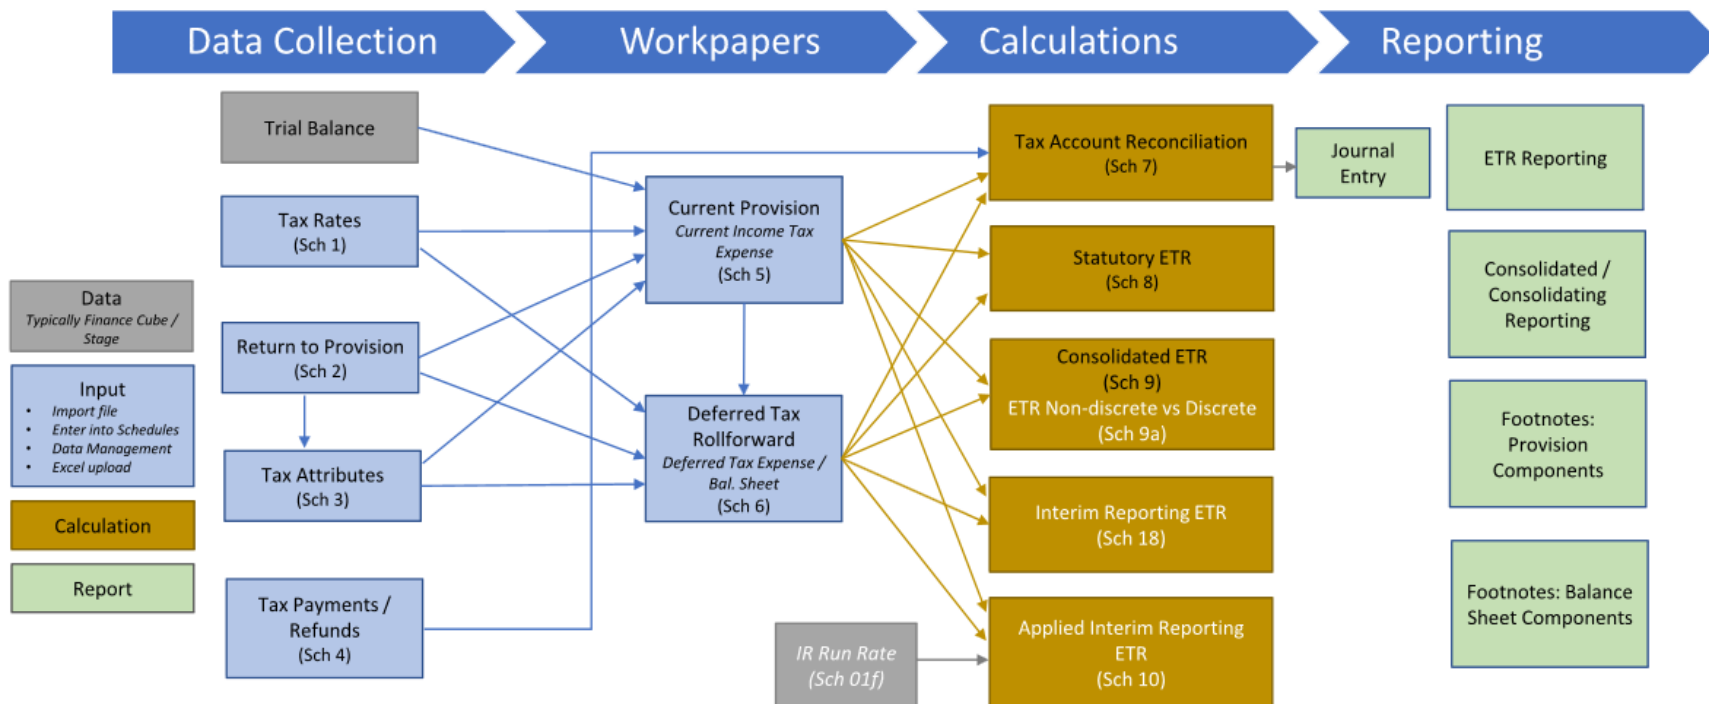 Data Collection
Workpapers
Calculations
Reporting
Trial Balance
Tax Rates
(Sch 1)
Return to Provision
(Sch 2)
Tax Attributes
(Sch 3)
Tax Payments /
Refunds
(Sch 4)
Data
Typically Finance Cube /
Stage
Input
• Import file
• Enter into Schedules
• Data Management
• Excel upload
Calculation
Report
Current Provision
Current Income Tax
Expense
(Sch 5)
Deferred Tax
Rollforward
Deferred Tax Expense /
Bal. Sheet
(Sch 6)
IR Run Rate
(Sch 01f)
Tax Account Reconciliation
(Sch 7)
Statutory ETR
(Sch 8)
Consolidated ETR
(Sch 9)
ETR Non-discrete vs Discrete
(Sch 9a)
Interim Reporting ETR
(Sch 18)
Applied Interim Reporting
ETR
(Sch 10)
Journal
Entry
ETR Reporting
Consolidated /
Consolidating
Reporting
Footnotes:
Provision
Components
Footnotes: Balance
Sheet Components